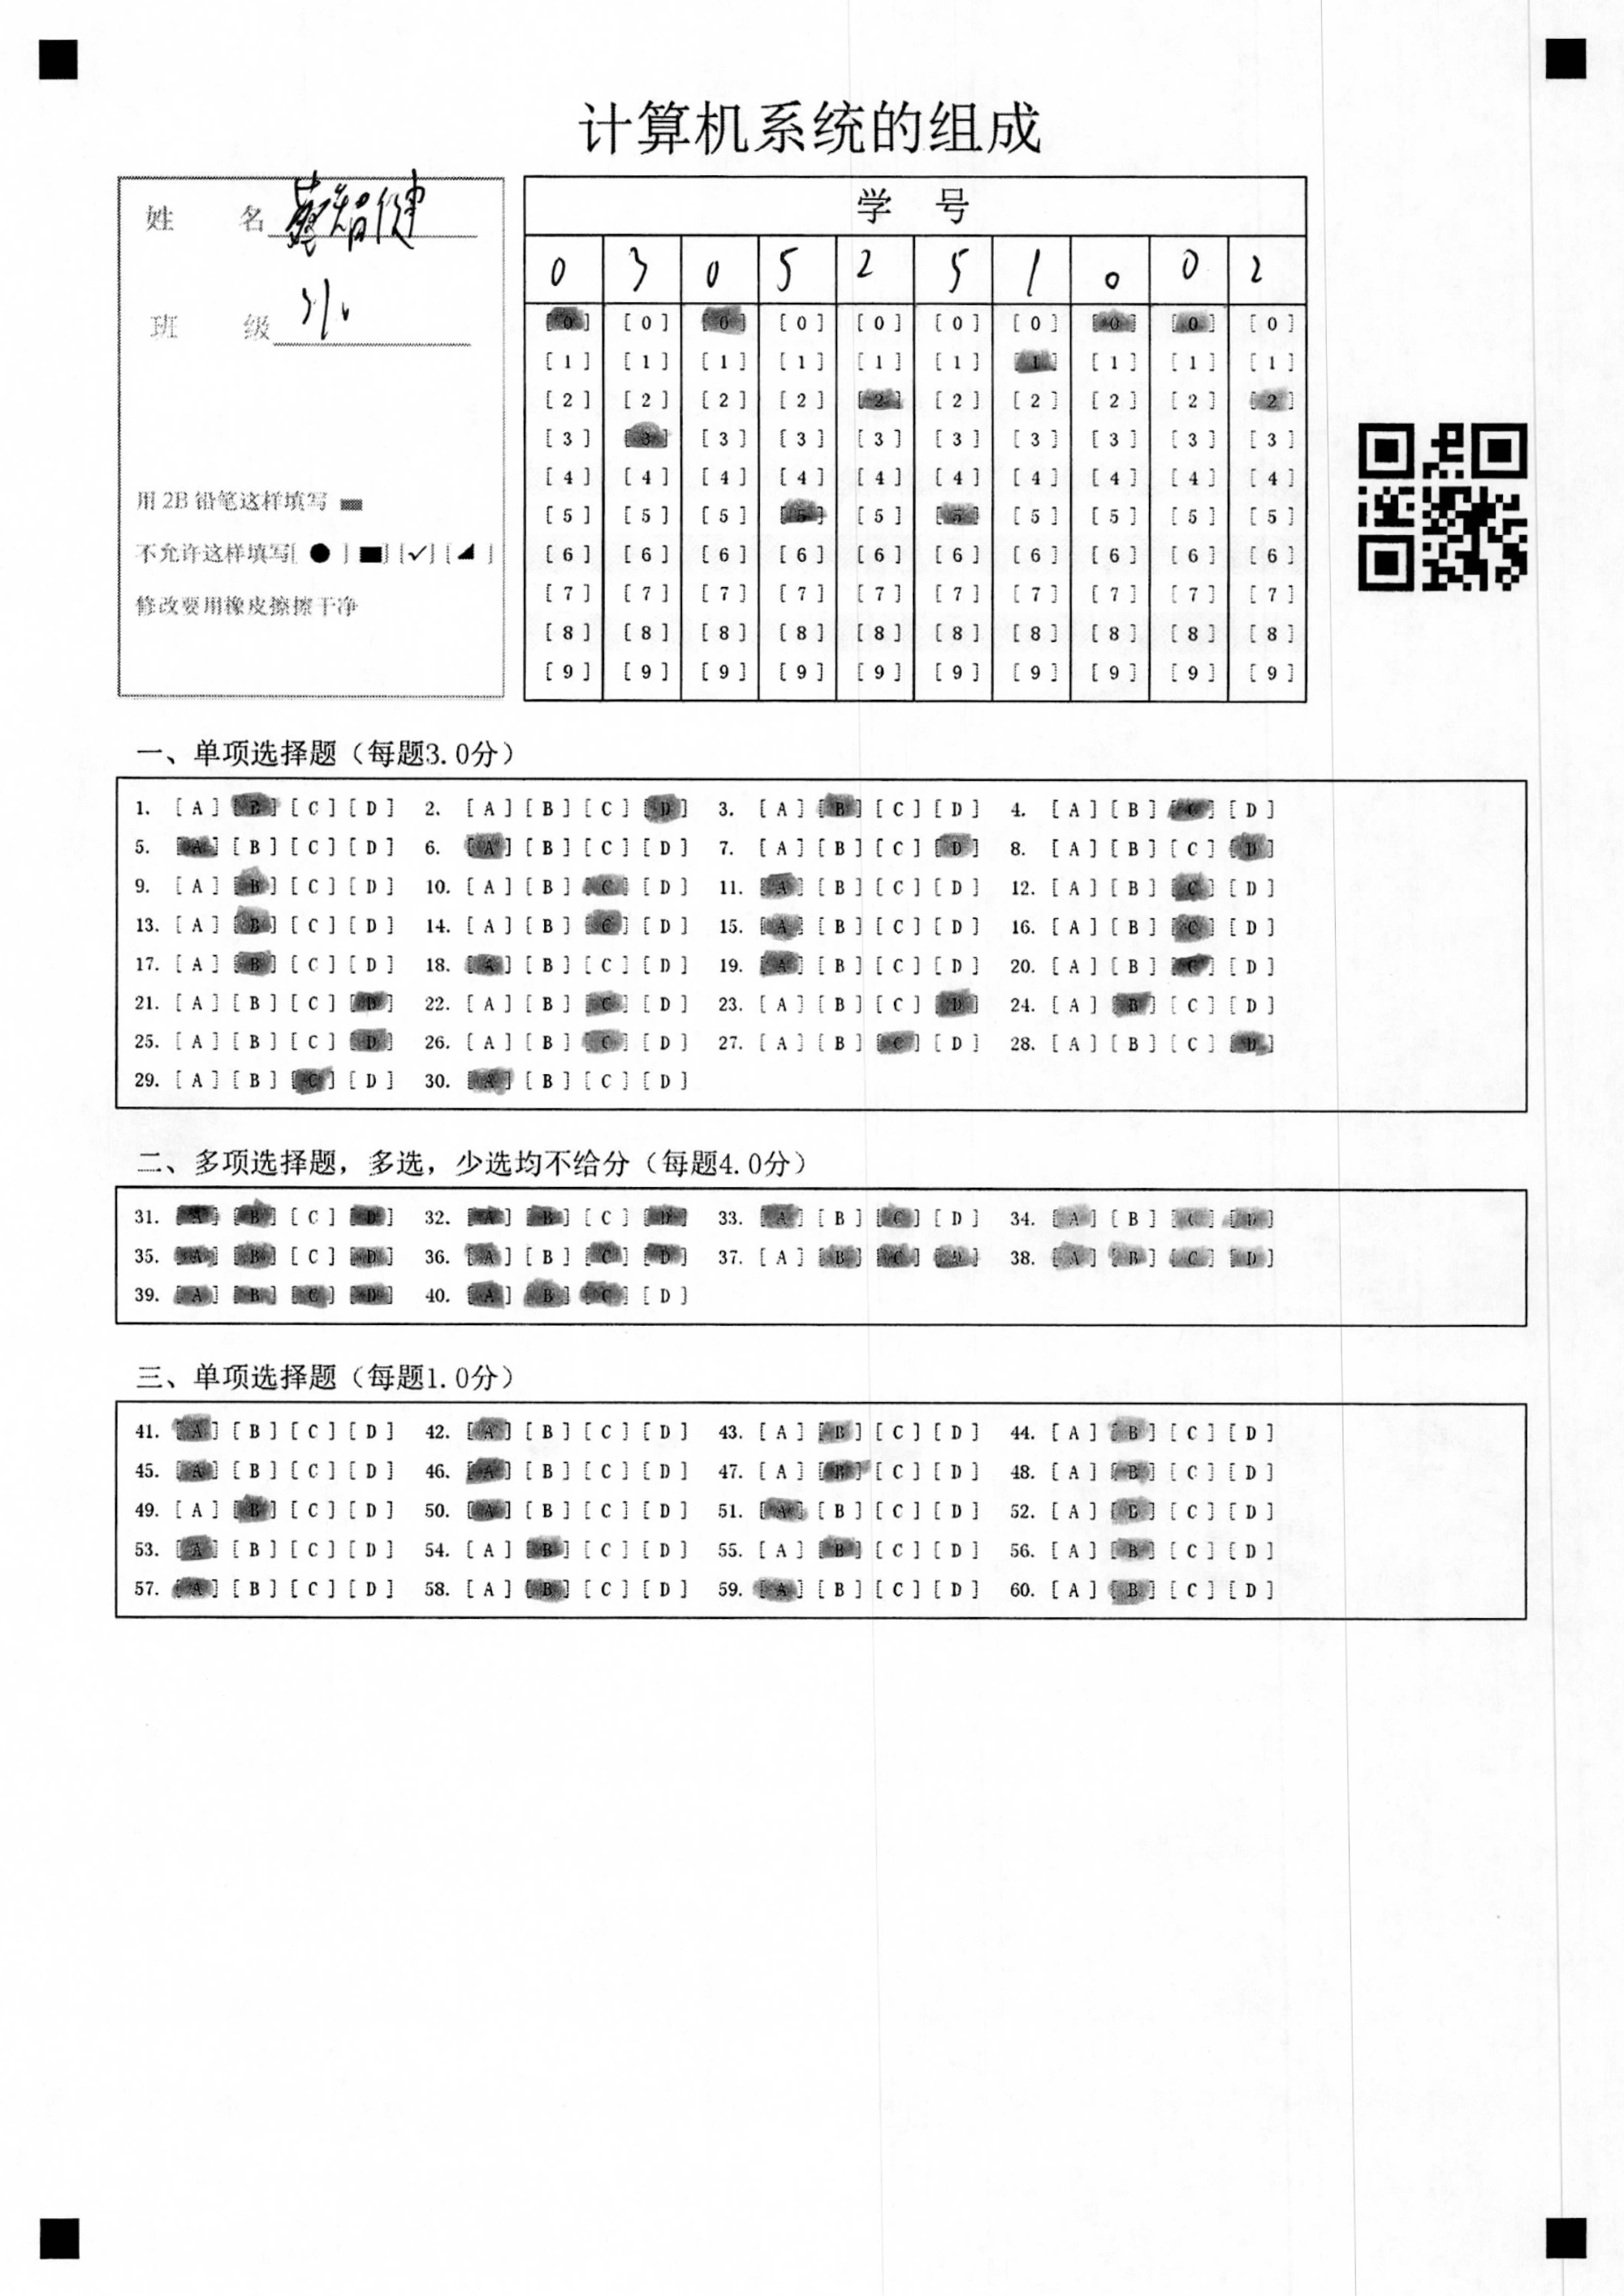 计算机系统的组成
姓 名 蔡智健
班 级
学 号
0 3 0 5 2 5 1 0 0 2
[0] [0] [0] [0] [0] [0] [0] [0] [0] [0]
[1] [1] [1] [1] [1] [1] [1] [1] [1] [1]
[2] [2] [2] [2] [2] [2] [2] [2] [2] [2]
[3] [3] [3] [3] [3] [3] [3] [3] [3] [3]
[4] [4] [4] [4] [4] [4] [4] [4] [4] [4]
[5] [5] [5] [5] [5] [5] [5] [5] [5] [5]
[6] [6] [6] [6] [6] [6] [6] [6] [6] [6]
[7] [7] [7] [7] [7] [7] [7] [7] [7] [7]
[8] [8] [8] [8] [8] [8] [8] [8] [8] [8]
[9] [9] [9] [9] [9] [9] [9] [9] [9] [9]
用 2B 铅笔这样填写
不允许这样填写[ ● ] [■] [✓] [◢ ]
修改要用橡皮擦擦干净
一、单项选择题（每题3.0分）
1. [A] [B] [C] [D] 2. [A] [B] [C] [D] 3. [A] [B] [C] [D] 4. [A] [B] [C] [D]
5. [A] [B] [C] [D] 6. [A] [B] [C] [D] 7. [A] [B] [C] [D] 8. [A] [B] [C] [D]
9. [A] [B] [C] [D] 10. [A] [B] [C] [D] 11. [A] [B] [C] [D] 12. [A] [B] [C] [D]
13. [A] [B] [C] [D] 14. [A] [B] [C] [D] 15. [A] [B] [C] [D] 16. [A] [B] [C] [D]
17. [A] [B] [C] [D] 18. [A] [B] [C] [D] 19. [A] [B] [C] [D] 20. [A] [B] [C] [D]
21. [A] [B] [C] [D] 22. [A] [B] [C] [D] 23. [A] [B] [C] [D] 24. [A] [B] [C] [D]
25. [A] [B] [C] [D] 26. [A] [B] [C] [D] 27. [A] [B] [C] [D] 28. [A] [B] [C] [D]
29. [A] [B] [C] [D] 30. [A] [B] [C] [D]
二、多项选择题，多选，少选均不给分（每题4.0分）
31. [A] [B] [C] [D] 32. [A] [B] [C] [D] 33. [A] [B] [C] [D] 34. [A] [B] [C] [D]
35. [A] [B] [C] [D] 36. [A] [B] [C] [D] 37. [A] [B] [C] [D] 38. [A] [B] [C] [D]
39. [A] [B] [C] [D] 40. [A] [B] [C] [D]
三、单项选择题（每题1.0分）
41. [A] [B] [C] [D] 42. [A] [B] [C] [D] 43. [A] [B] [C] [D] 44. [A] [B] [C] [D]
45. [A] [B] [C] [D] 46. [A] [B] [C] [D] 47. [A] [B] [C] [D] 48. [A] [B] [C] [D]
49. [A] [B] [C] [D] 50. [A] [B] [C] [D] 51. [A] [B] [C] [D] 52. [A] [B] [C] [D]
53. [A] [B] [C] [D] 54. [A] [B] [C] [D] 55. [A] [B] [C] [D] 56. [A] [B] [C] [D]
57. [A] [B] [C] [D] 58. [A] [B] [C] [D] 59. [A] [B] [C] [D] 60. [A] [B] [C] [D]